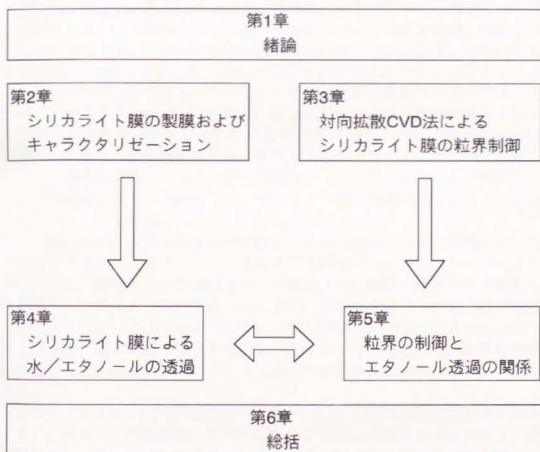 第1章
緒論
第2章
シリカライト膜の製膜および
キャラクタリゼーション
第3章
対向拡散CVD法による
シリカライト膜の粒界制御
第4章
シリカライト膜による
水／エタノールの透過
第5章
粒界の制御と
エタノール透過の関係
第6章
総括